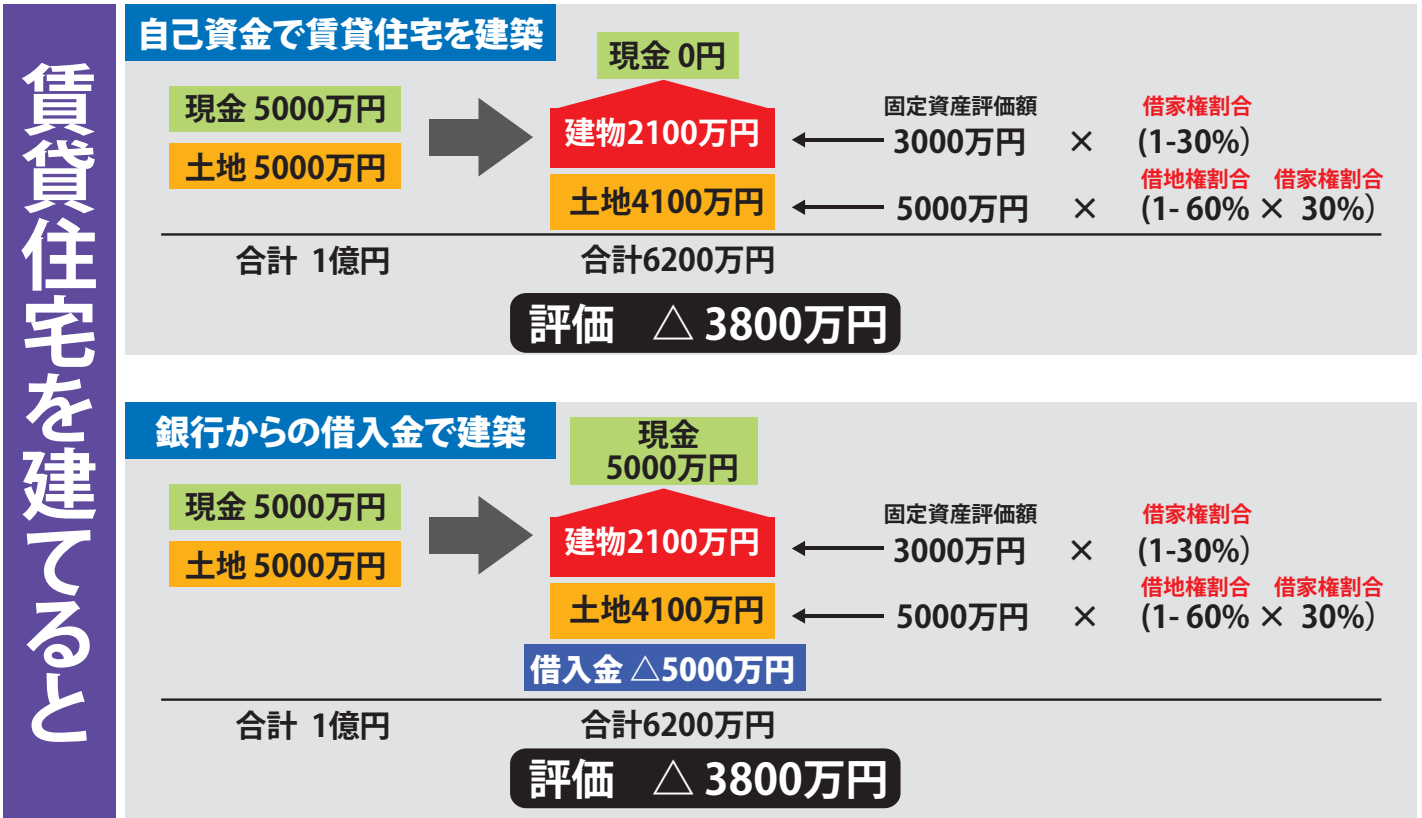 賃貸住宅を建てると
自己資金で賃貸住宅を建築
現金 5000万円
土地 5000万円
現金 0円
建物2100万円
土地4100万円
固定資産評価額
借家権割合
3000万円 × (1-30%)
借地権割合 借家権割合
5000万円 × (1- 60% × 30%)
合計 1億円
合計6200万円
評価 △ 3800万円
銀行からの借入金で建築
現金 5000万円
土地 5000万円
現金
5000万円
建物2100万円
土地4100万円
借入金 △5000万円
固定資産評価額
借家権割合
3000万円 × (1-30%)
借地権割合 借家権割合
5000万円 × (1- 60% × 30%)
合計 1億円
合計6200万円
評価 △ 3800万円